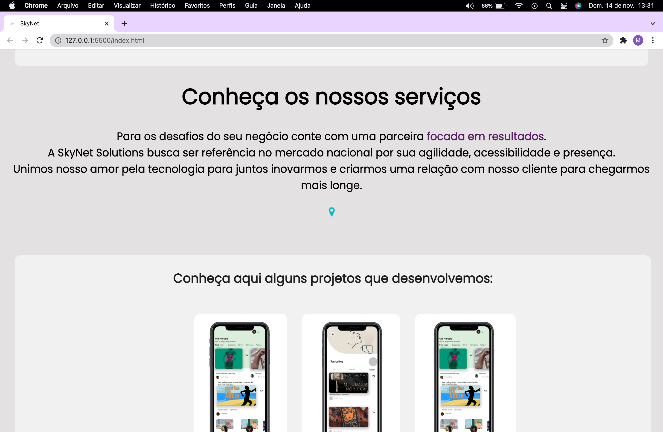 Chrome Arquivo Editar Visualizar Histórico Favoritos Perfis Guia Janela Ajuda 86% Dom. 14 de nov. 13:31
SkyNet
127.0.0.1:5500/index.html M
Conheça os nossos serviços
Para os desafios do seu negócio conte com uma parceira focada em resultados.
A SkyNet Solutions busca ser referência no mercado nacional por sua agilidade, acessibilidade e presença.
Unimos nosso amor pela tecnologia para juntos inovarmos e criarmos uma relação com nosso cliente para chegarmos
mais longe.
Conheça aqui alguns projetos que desenvolvemos:
Favoritos